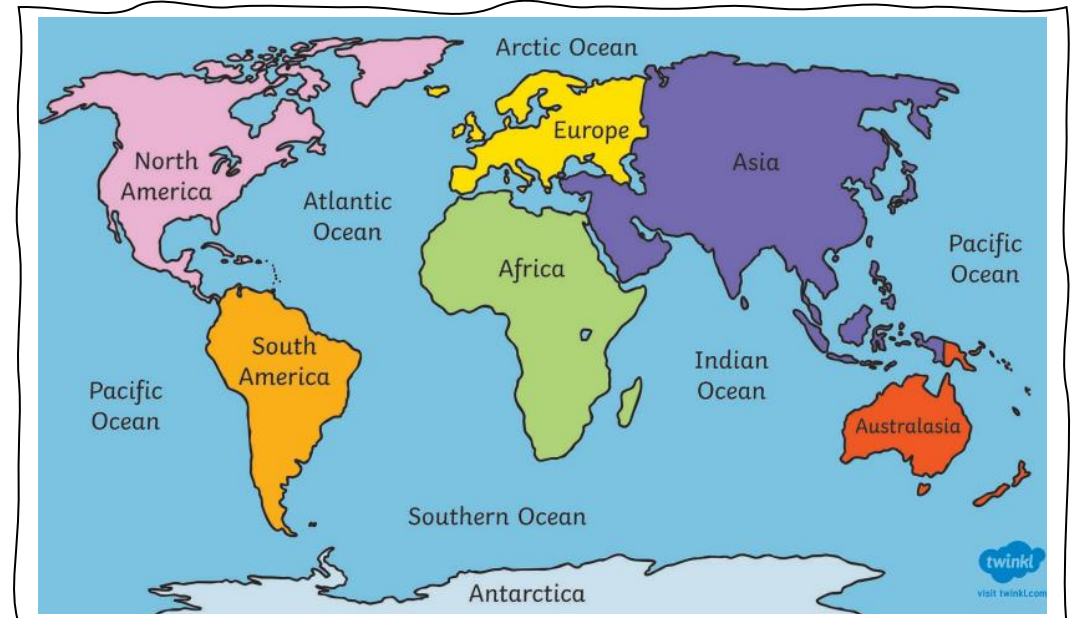 Arctic Ocean
Europe
North
America
Asia
Atlantic
Ocean
Pacific
Ocean
Africa
South
America
Indian
Ocean
Pacific
Ocean
Australasia
Southern Ocean
Antarctica
twinkl
visit twinkl.com